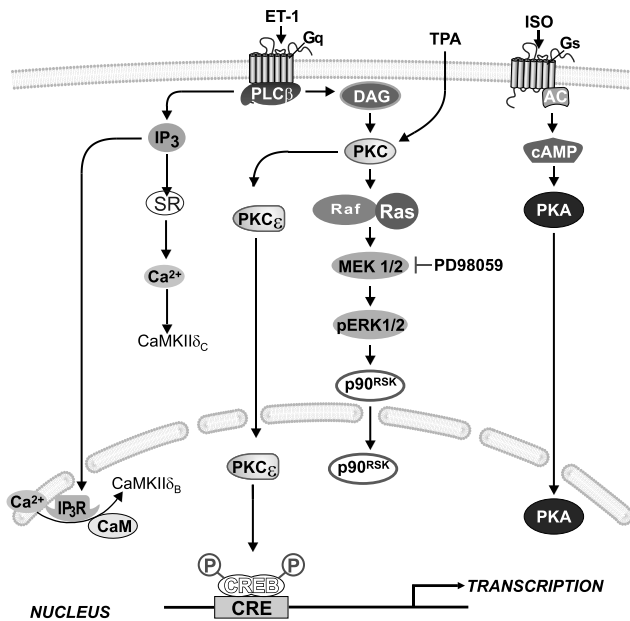 ET-1
Gq
TPA
ISO
Gs
PLCβ
DAG
AC
IP3
PKC
cAMP
SR
PKCε
Raf
Ras
PKA
Ca2+
MEK 1/2
PD98059
CaMKIIδC
pERK1/2
p90RSK
CaMKIIδB
PKCε
p90RSK
Ca2+
IP3R
CaM
PKA
P
P
CREB
CRE
TRANSCRIPTION
NUCLEUS